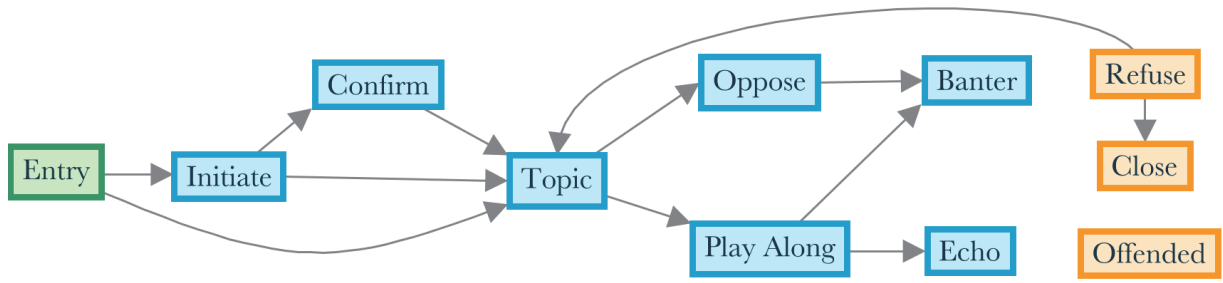 Entry
Initiate
Confirm
Topic
Oppose
Play Along
Banter
Echo
Refuse
Close
Offended